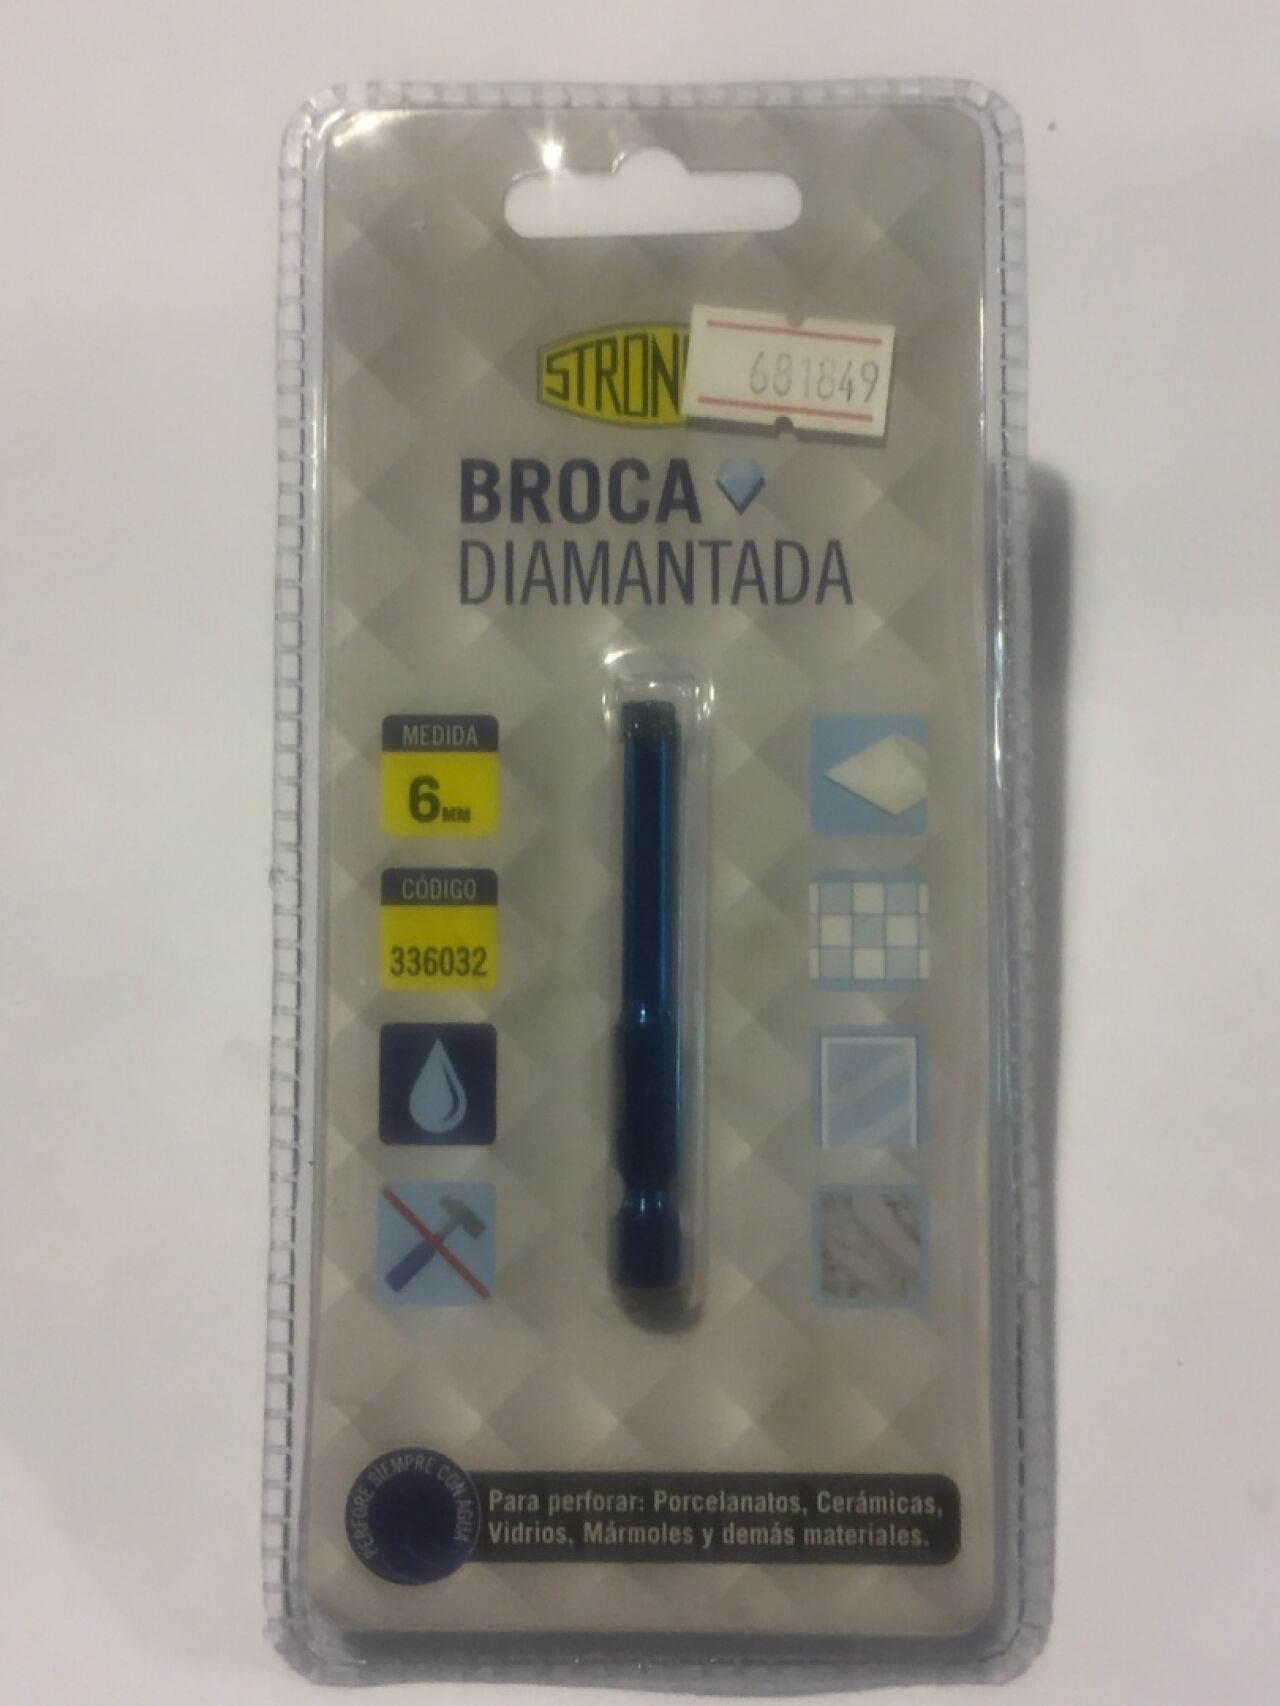 STRON
681849
BROCA
DIAMANTADA
MEDIDA
6MM
CÓDIGO
336032
PERFORE SIEMPRE CON AGUA
Para perforar: Porcelanatos, Cerámicas,
Vidrios, Mármoles y demás materiales.